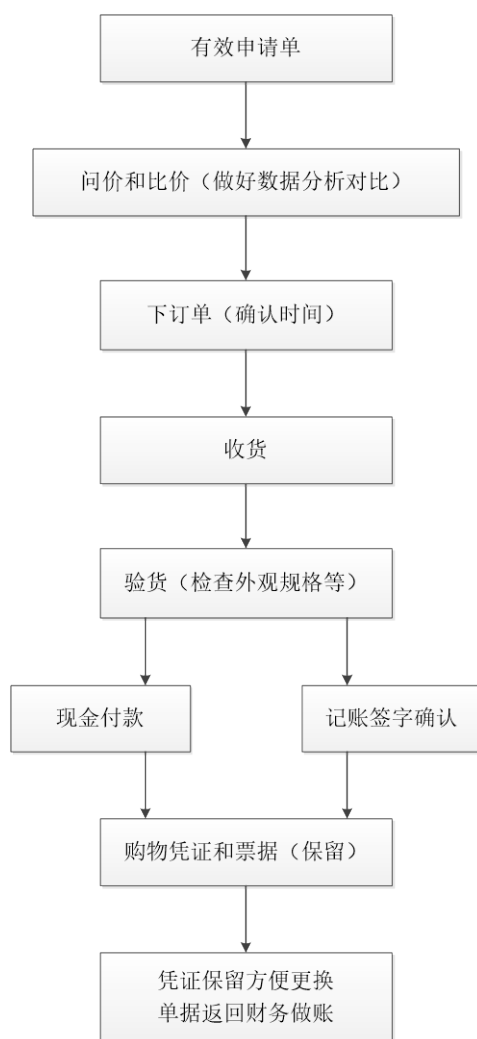 有效申请单
问价和比价（做好数据分析对比）
下订单（确认时间）
收货
验货（检查外观规格等）
现金付款
记账签字确认
购物凭证和票据（保留）
凭证保留方便更换
单据返回财务做账